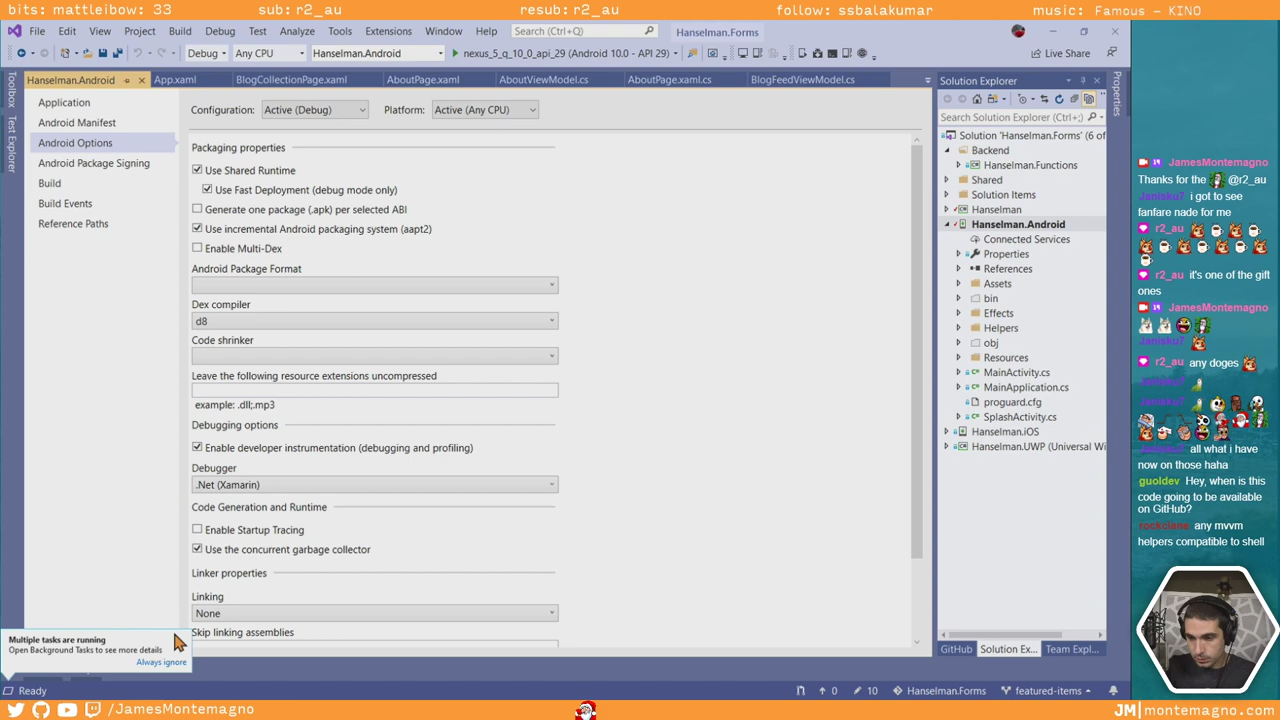 bits: mattleibow: 33
sub: r2_au
resub: r2_au
follow: ssbalakumar
music: Famous - KINO
File Edit View Project Build Debug Test Analyze Tools Extensions Window Help
Search (Ctrl+Q)
Hanselman.Forms
Debug Any CPU Hanselman.Android nexus_5_q_10_0_api_29 (Android 10.0 - API 29)
Live Share
Toolbox
Test Explorer
Hanselman.Android
App.xaml
BlogCollectionPage.xaml
AboutPage.xaml
AboutViewModel.cs
AboutPage.xaml.cs
BlogFeedViewModel.cs
Application
Android Manifest
Android Options
Android Package Signing
Build
Build Events
Reference Paths
Configuration: Active (Debug) Platform: Active (Any CPU)
Packaging properties
Use Shared Runtime
Use Fast Deployment (debug mode only)
Generate one package (.apk) per selected ABI
Use incremental Android packaging system (aapt2)
Enable Multi-Dex
Android Package Format
Dex compiler
d8
Code shrinker
Leave the following resource extensions uncompressed
example: .dll;.mp3
Debugging options
Enable developer instrumentation (debugging and profiling)
Debugger
.Net (Xamarin)
Code Generation and Runtime
Enable Startup Tracing
Use the concurrent garbage collector
Linker properties
Linking
None
Skip linking assemblies
Multiple tasks are running
Open Background Tasks to see more details
Always ignore
Solution Explorer
Search Solution Explorer (Ctrl+;)
Solution 'Hanselman.Forms' (6 of
Backend
Hanselman.Functions
Shared
Solution Items
Hanselman
Hanselman.Android
Connected Services
Properties
References
Assets
bin
Effects
Helpers
obj
Resources
MainActivity.cs
MainApplication.cs
proguard.cfg
SplashActivity.cs
Hanselman.iOS
Hanselman.UWP (Universal Wi
GitHub Solution Ex... Team Expl...
Properties
Ready
0 10 Hanselman.Forms featured-items
JamesMontemagno
Thanks for the @r2_au
Janisku7 i got to see
fanfare nade for me
r2_au
r2_au it's one of the gift
ones
JamesMontemagno
Janisku7
r2_au any doges
Janisku7
Janisku7
Janisku7 all what i have
now on those haha
guoldev Hey, when is this
code going to be available
on GitHub?
rockclane any mvvm
helpers compatible to shell
/JamesMontemagno
JM montemagno.com